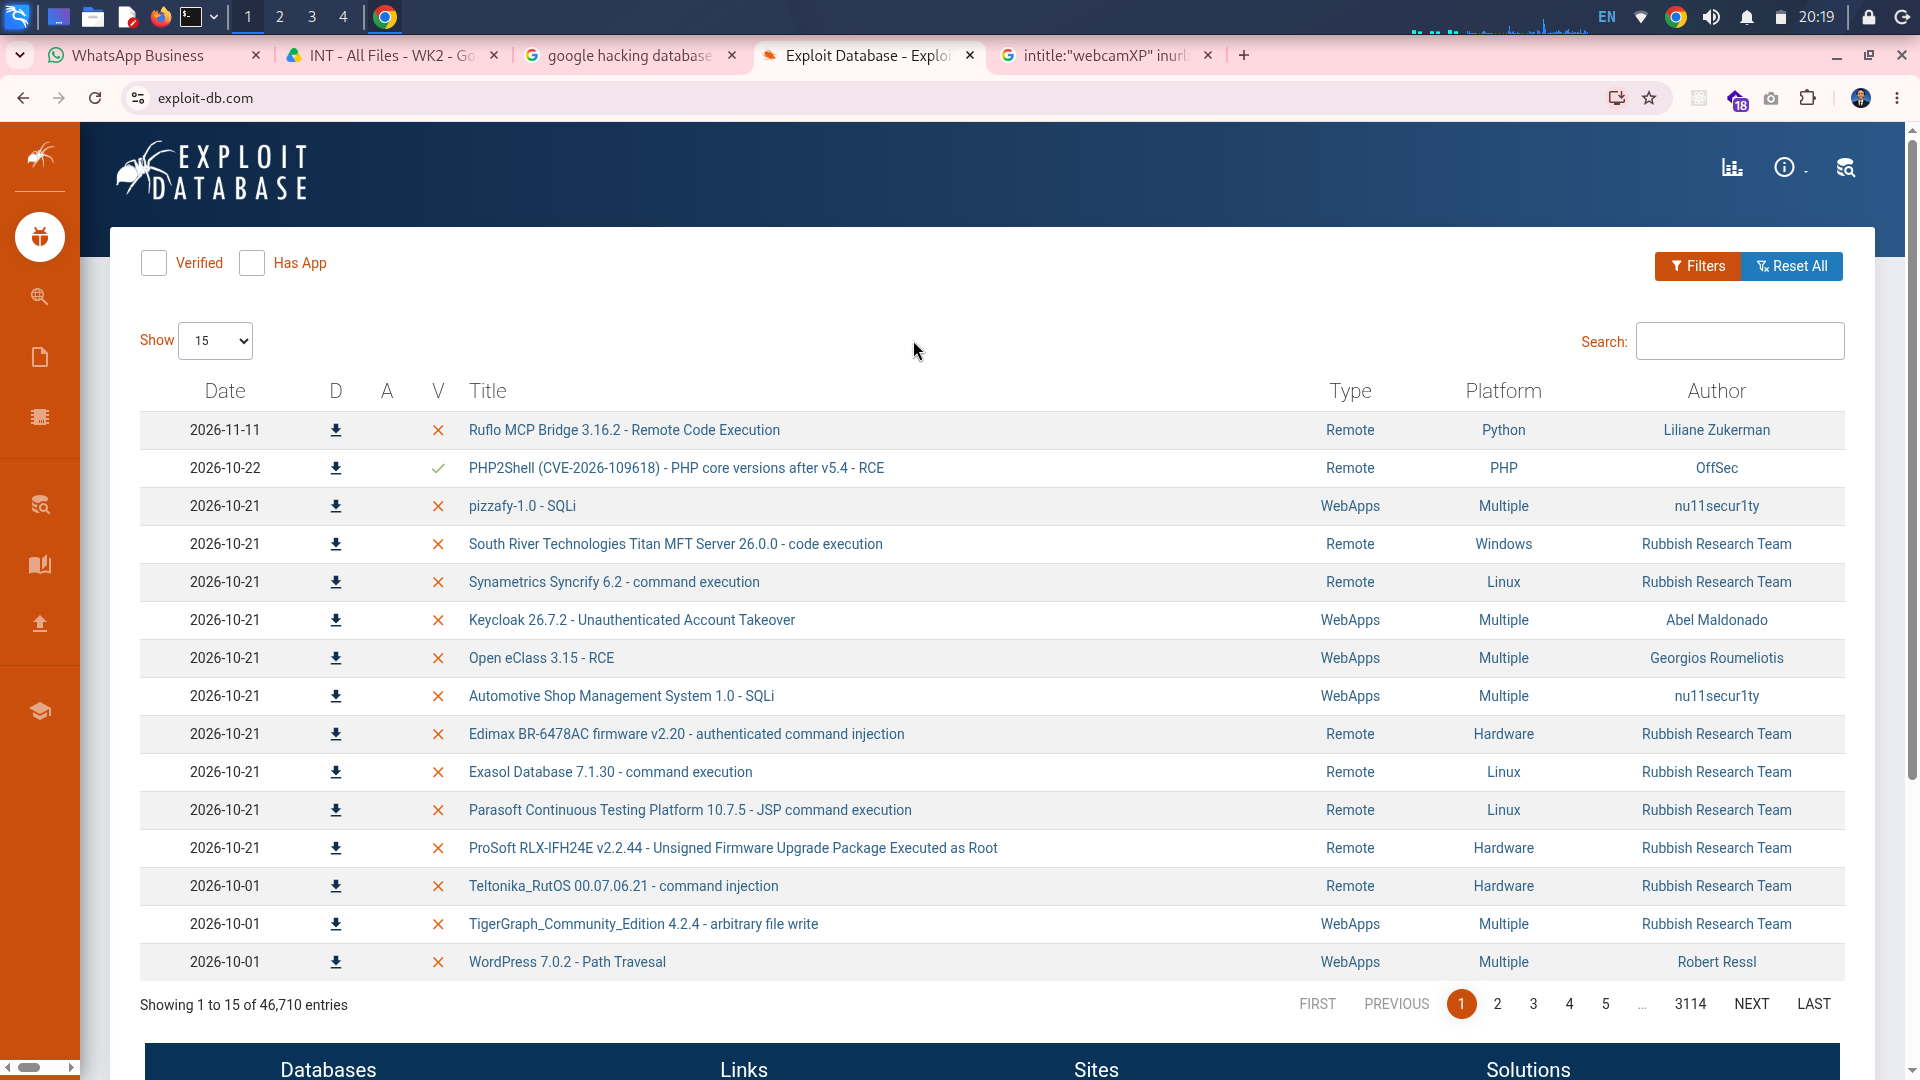 1 2 3 4 EN 20:19
WhatsApp Business INT - All Files - WK2 - Go google hacking database Exploit Database - Exploi intitle:"webcamXP" inurl:
exploit-db.com 18
EXPLOIT
DATABASE
Verified Has App Filters Reset All
Show 15 Search:
Date D A V Title Type Platform Author
2026-11-11 Ruflo MCP Bridge 3.16.2 - Remote Code Execution Remote Python Liliane Zukerman
2026-10-22 PHP2Shell (CVE-2026-109618) - PHP core versions after v5.4 - RCE Remote PHP OffSec
2026-10-21 pizzafy-1.0 - SQLi WebApps Multiple nu11secur1ty
2026-10-21 South River Technologies Titan MFT Server 26.0.0 - code execution Remote Windows Rubbish Research Team
2026-10-21 Synametrics Syncrify 6.2 - command execution Remote Linux Rubbish Research Team
2026-10-21 Keycloak 26.7.2 - Unauthenticated Account Takeover WebApps Multiple Abel Maldonado
2026-10-21 Open eClass 3.15 - RCE WebApps Multiple Georgios Roumeliotis
2026-10-21 Automotive Shop Management System 1.0 - SQLi WebApps Multiple nu11secur1ty
2026-10-21 Edimax BR-6478AC firmware v2.20 - authenticated command injection Remote Hardware Rubbish Research Team
2026-10-21 Exasol Database 7.1.30 - command execution Remote Linux Rubbish Research Team
2026-10-21 Parasoft Continuous Testing Platform 10.7.5 - JSP command execution Remote Linux Rubbish Research Team
2026-10-21 ProSoft RLX-IFH24E v2.2.44 - Unsigned Firmware Upgrade Package Executed as Root Remote Hardware Rubbish Research Team
2026-10-01 Teltonika_RutOS 00.07.06.21 - command injection Remote Hardware Rubbish Research Team
2026-10-01 TigerGraph_Community_Edition 4.2.4 - arbitrary file write WebApps Multiple Rubbish Research Team
2026-10-01 WordPress 7.0.2 - Path Travesal WebApps Multiple Robert Ressl
Showing 1 to 15 of 46,710 entries FIRST PREVIOUS 1 2 3 4 5 … 3114 NEXT LAST
Databases Links Sites Solutions